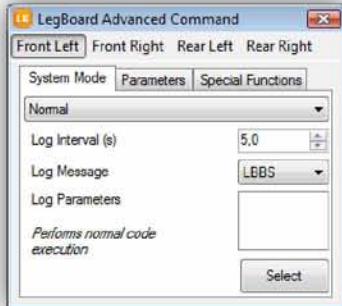 LegBoard Advanced Command
Front Left Front Right Rear Left Rear Right
System Mode Parameters Special Functions
Normal
Log Interval (s) 5,0
Log Message LBBS
Log Parameters
Performs normal code
execution
Select